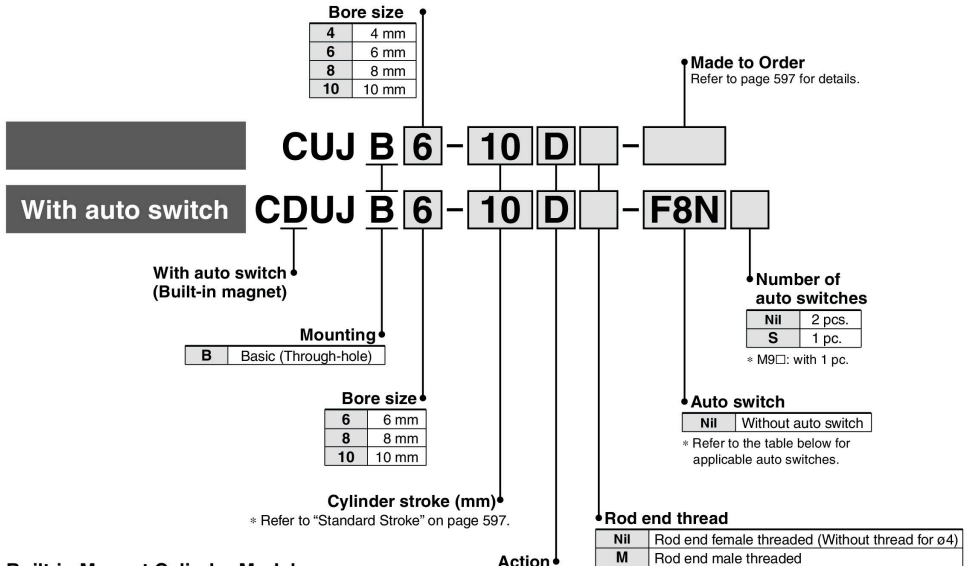 Bore size
4 4 mm
6 6 mm
8 8 mm
10 10 mm
Made to Order
Refer to page 597 for details.
CUJ B 6 - 10 D -
With auto switch CDUJ B 6 - 10 D - F8N
With auto switch
(Built-in magnet)
Number of
auto switches
Nil 2 pcs.
S 1 pc.
* M9□: with 1 pc.
Mounting
B Basic (Through-hole)
Bore size
6 6 mm
8 8 mm
10 10 mm
Auto switch
Nil Without auto switch
* Refer to the table below for
applicable auto switches.
Cylinder stroke (mm)
* Refer to "Standard Stroke" on page 597.
Rod end thread
Nil Rod end female threaded (Without thread for ø4)
M Rod end male threaded
Action
Built-in Magnet Cylinder Model